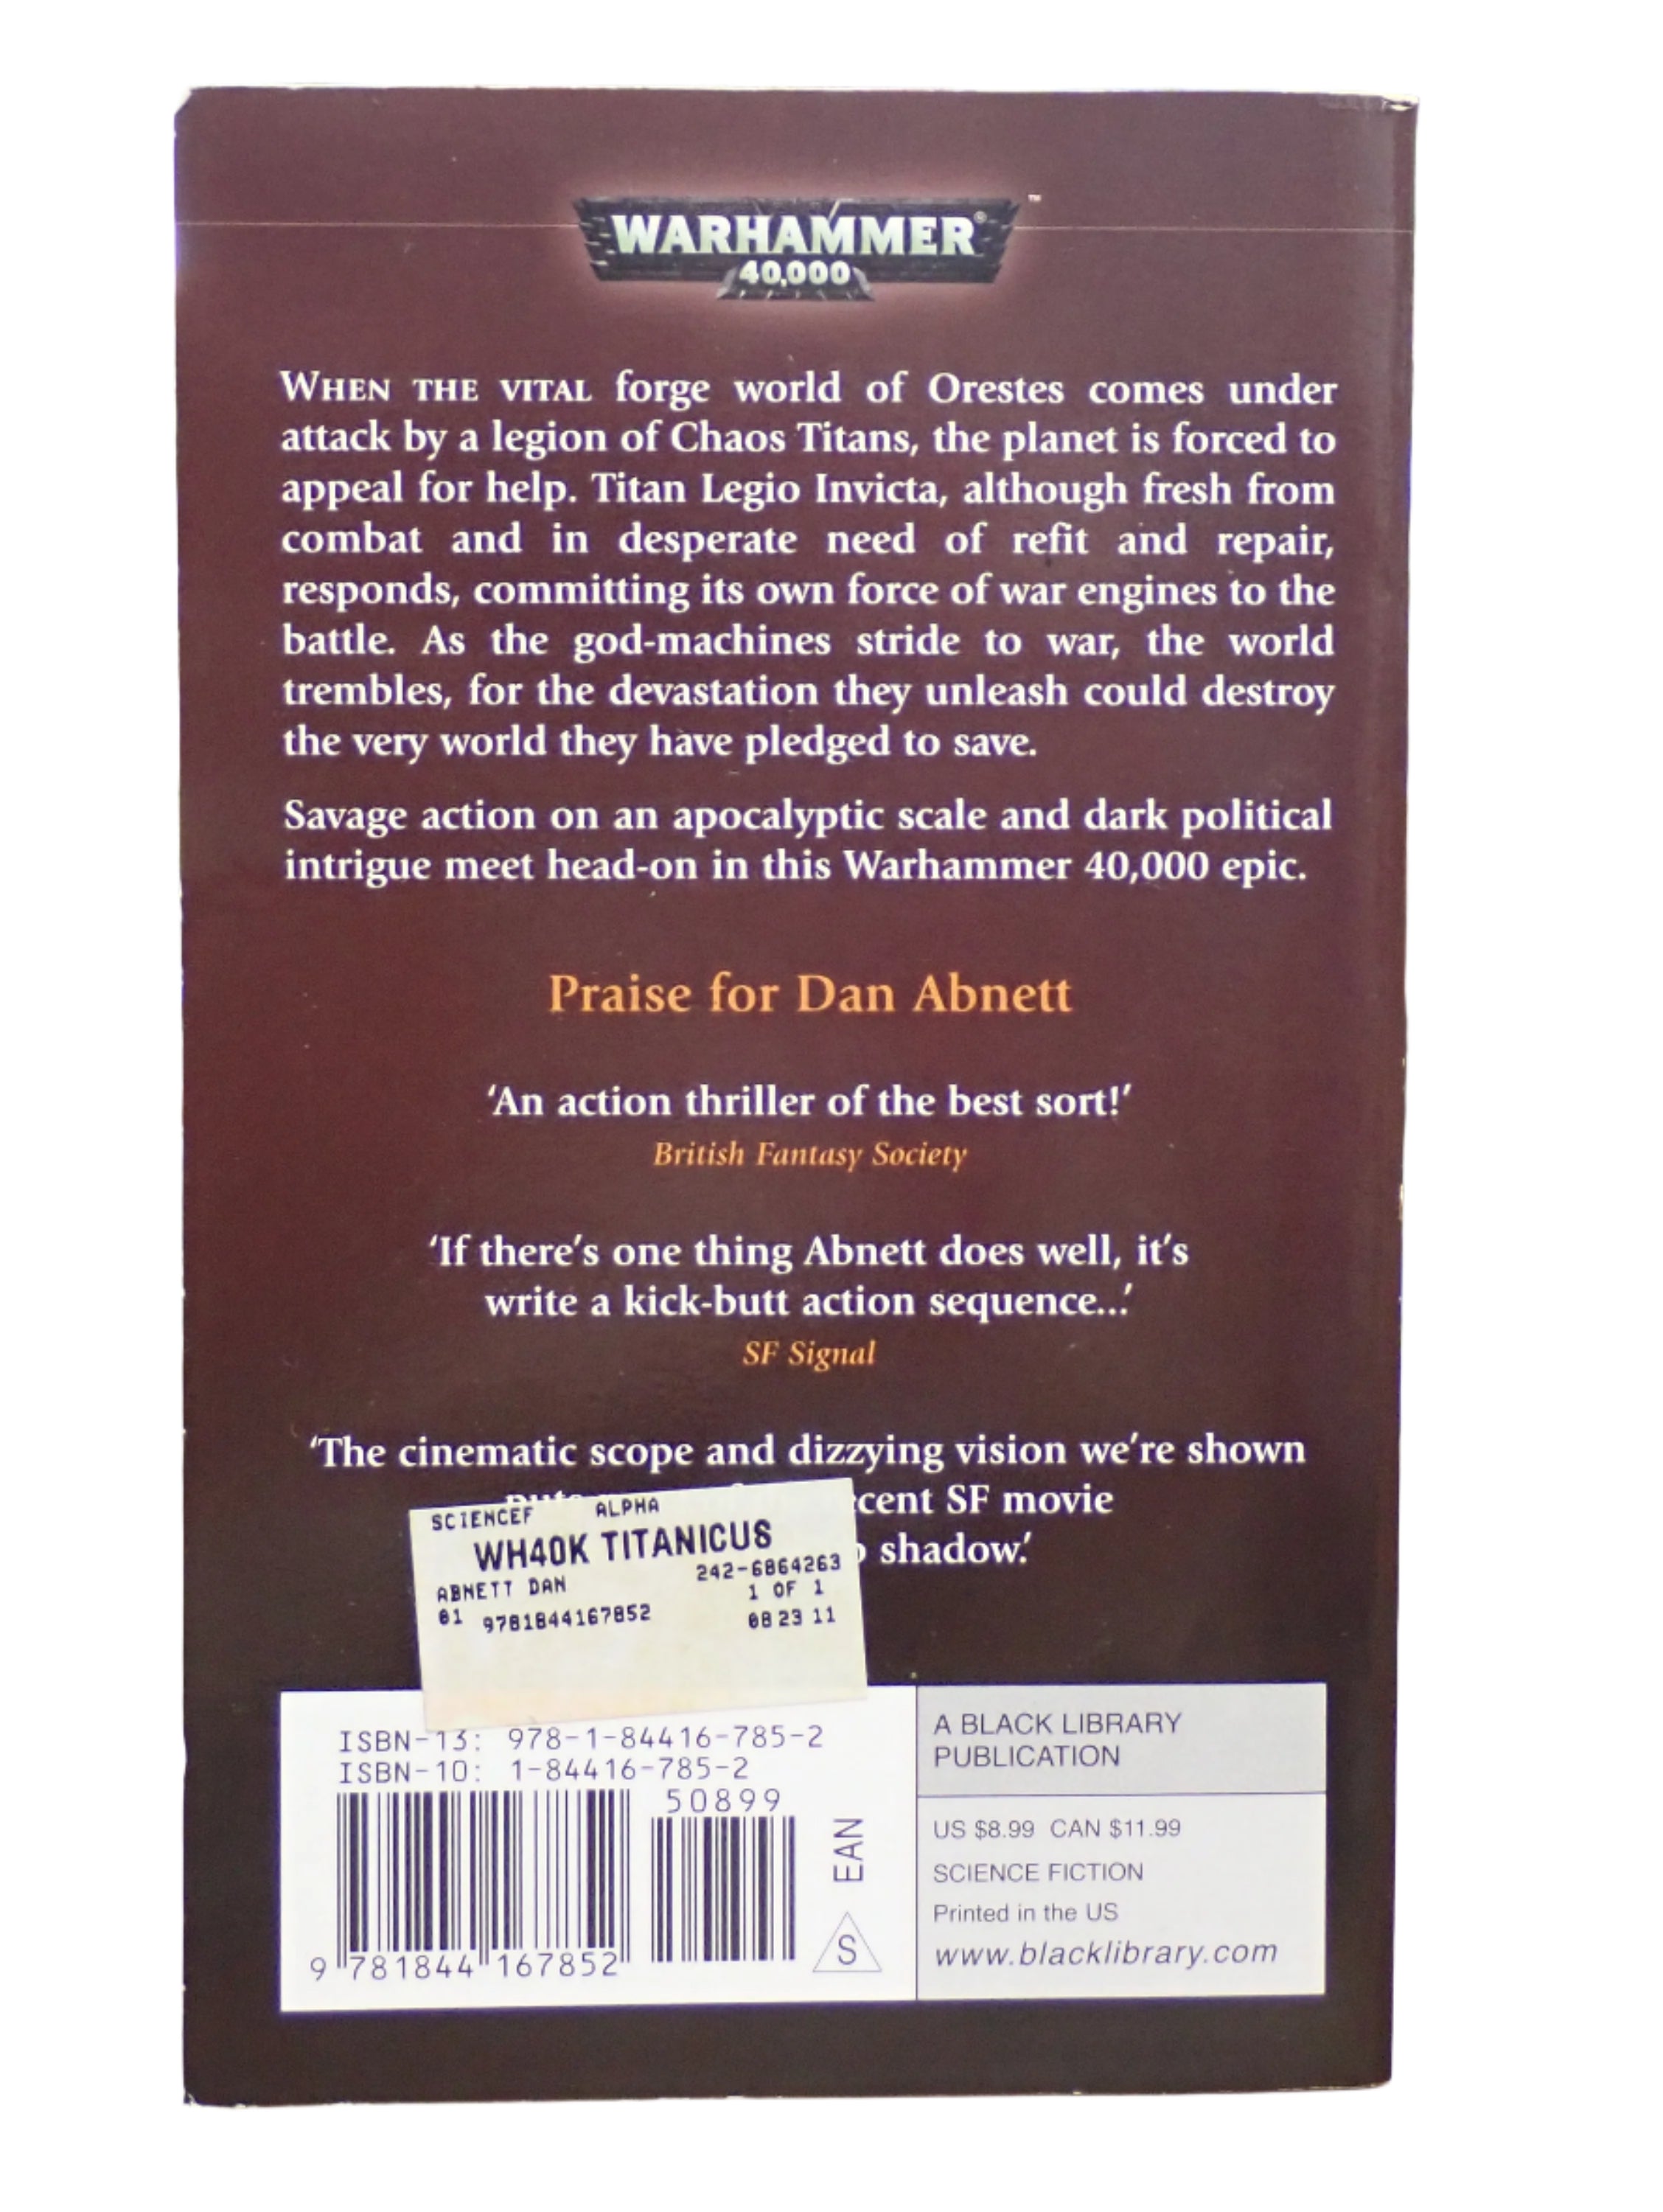 WARHAMMER® ™
40,000
WHEN THE VITAL forge world of Orestes comes under
attack by a legion of Chaos Titans, the planet is forced to
appeal for help. Titan Legio Invicta, although fresh from
combat and in desperate need of refit and repair,
responds, committing its own force of war engines to the
battle. As the god-machines stride to war, the world
trembles, for the devastation they unleash could destroy
the very world they have pledged to save.
Savage action on an apocalyptic scale and dark political
intrigue meet head-on in this Warhammer 40,000 epic.
Praise for Dan Abnett
‘An action thriller of the best sort!’
British Fantasy Society
‘If there’s one thing Abnett does well, it’s
write a kick-butt action sequence...’
SF Signal
‘The cinematic scope and dizzying vision we’re shown
SF movie
shadow.’
SCIENCEF ALPHA
WH40K TITANICUS
ABNETT DAN 242-6864263
1 OF 1
01 9781844167852 08 23 11
ISBN-13: 978-1-84416-785-2
ISBN-10: 1-84416-785-2
50899
EAN
S
9 781844 167852
A BLACK LIBRARY
PUBLICATION
US $8.99 CAN $11.99
SCIENCE FICTION
Printed in the US
www.blacklibrary.com